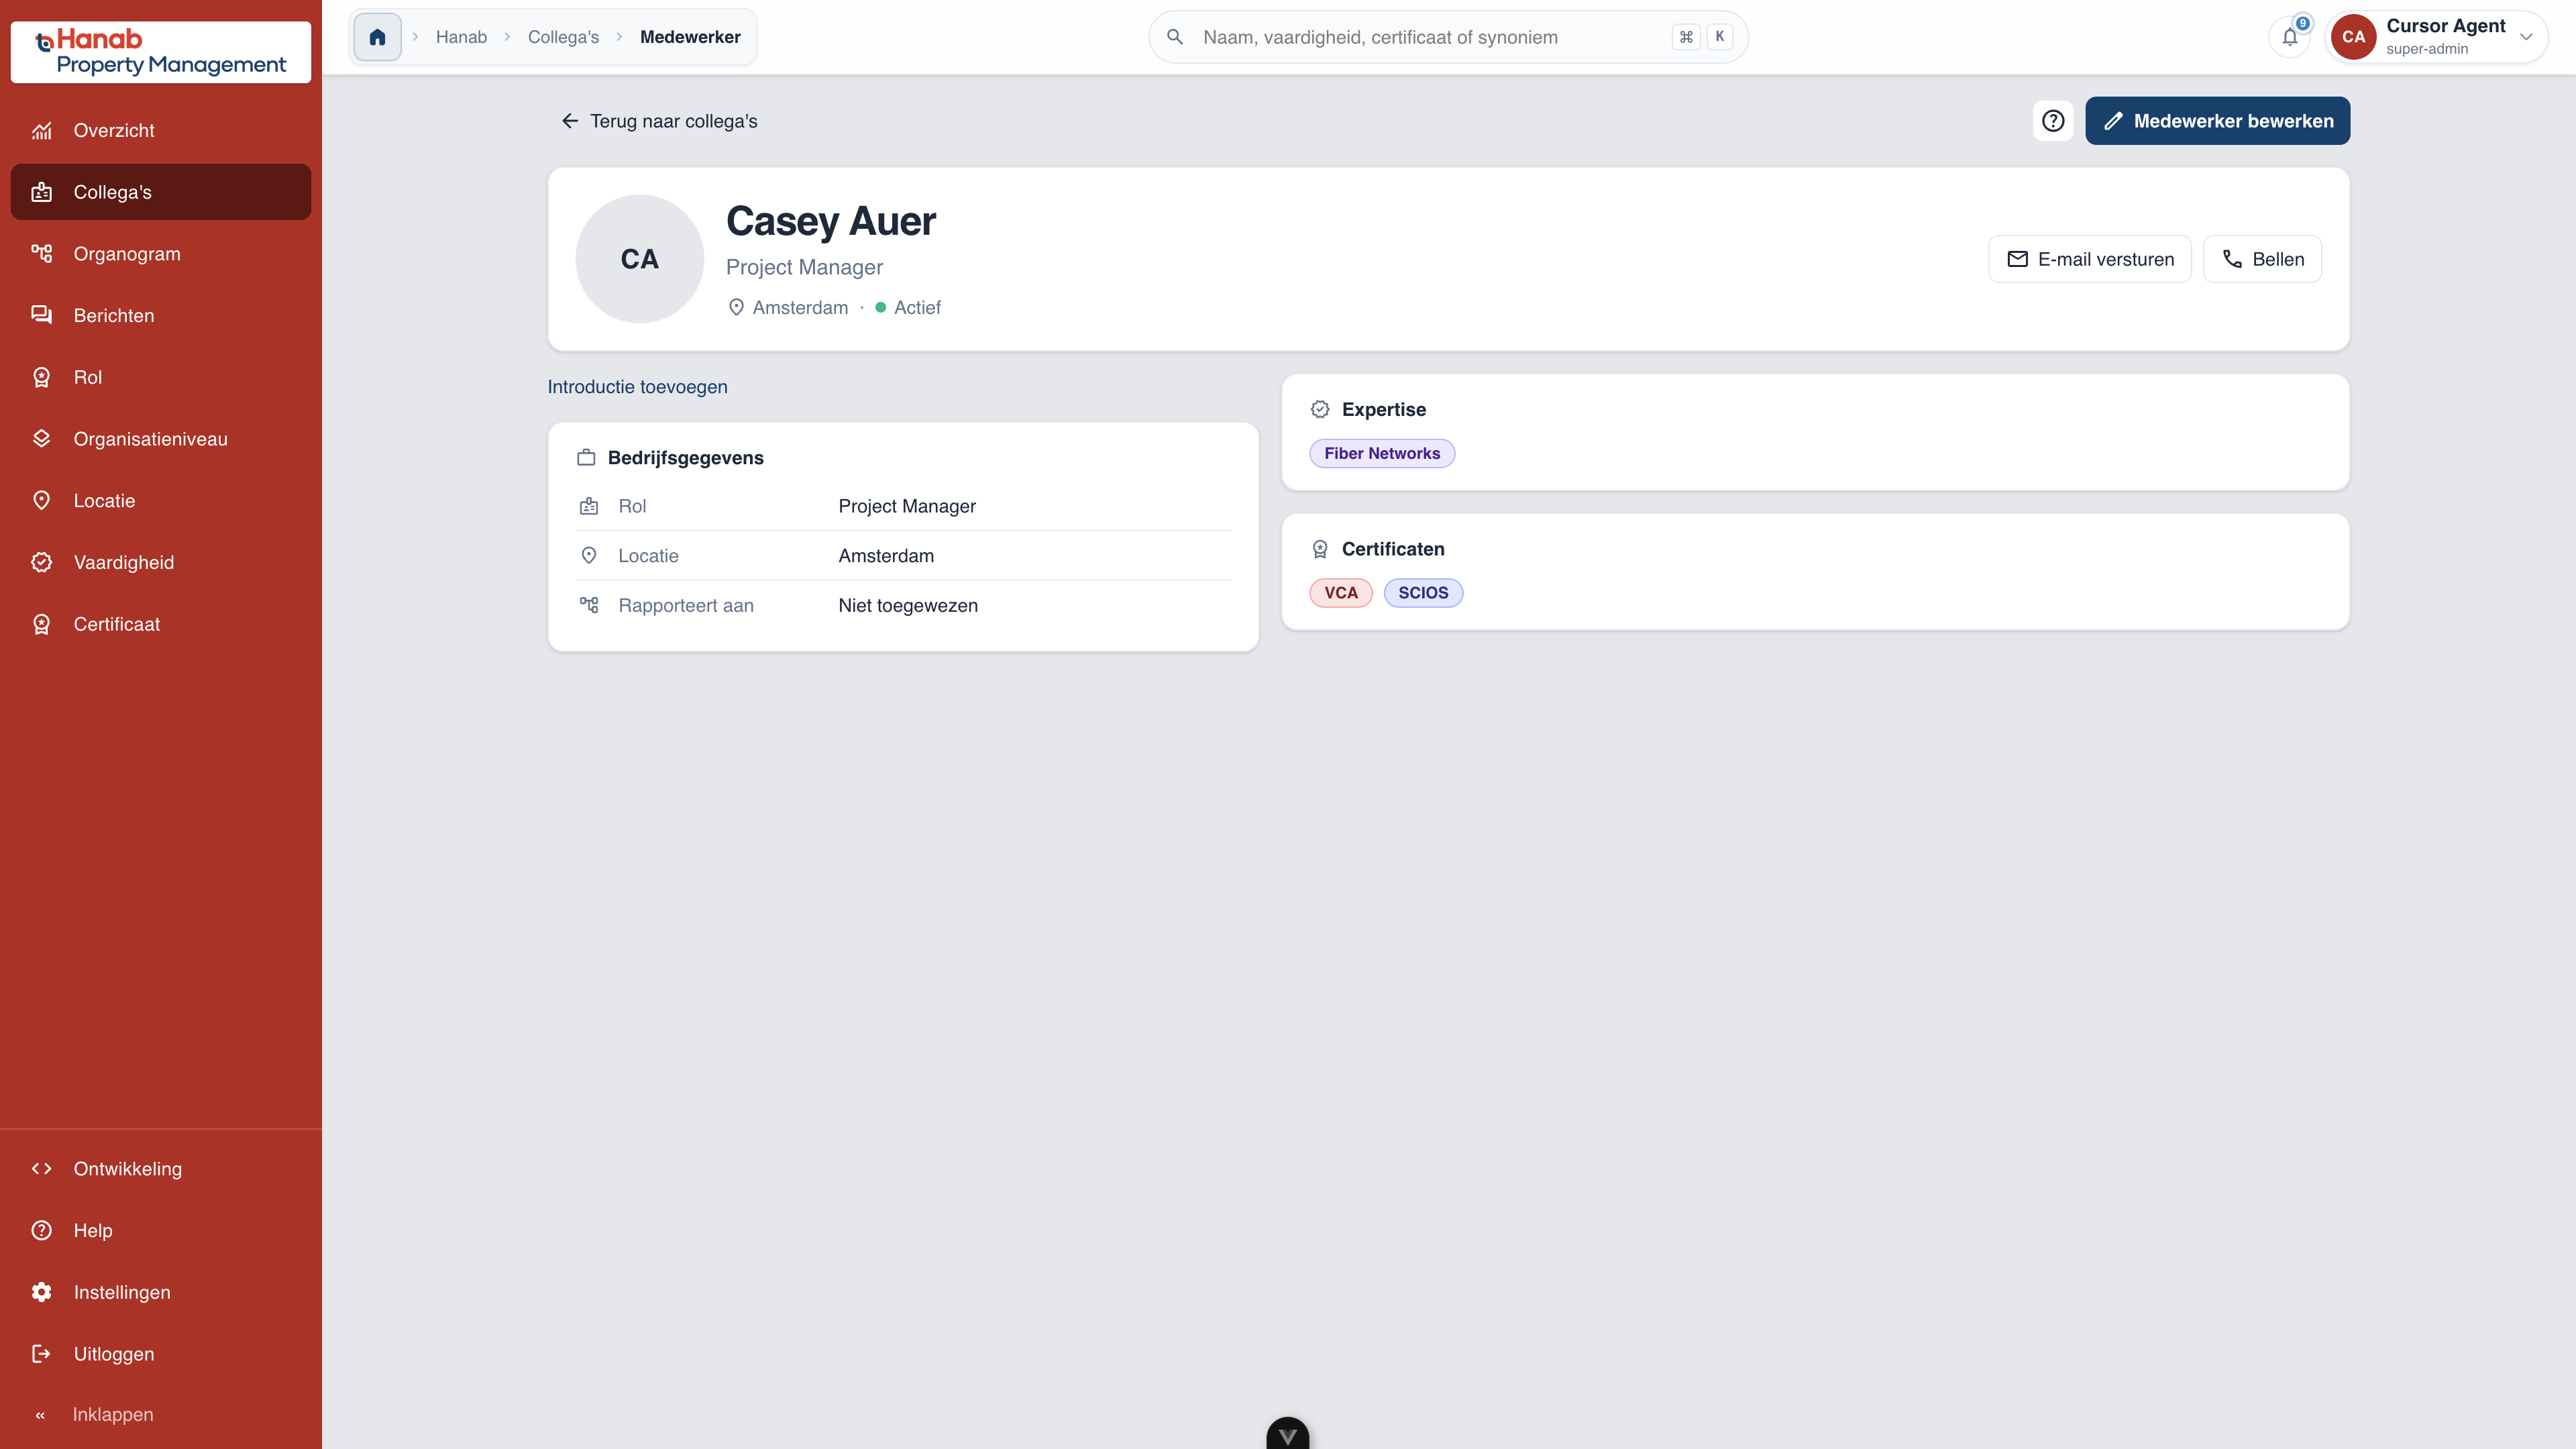 Hanab
Property Management
Overzicht
Collega's
Organogram
Berichten
Rol
Organisatieniveau
Locatie
Vaardigheid
Certificaat
Ontwikkeling
Help
Instellingen
Uitloggen
« Inklappen
Hanab
Collega's
Medewerker
Naam, vaardigheid, certificaat of synoniem
⌘ K
9
CA
Cursor Agent
super-admin
Terug naar collega's
Medewerker bewerken
CA
Casey Auer
Project Manager
Amsterdam · Actief
E-mail versturen
Bellen
Introductie toevoegen
Bedrijfsgegevens
Rol Project Manager
Locatie Amsterdam
Rapporteert aan Niet toegewezen
Expertise
Fiber Networks
Certificaten
VCA SCIOS